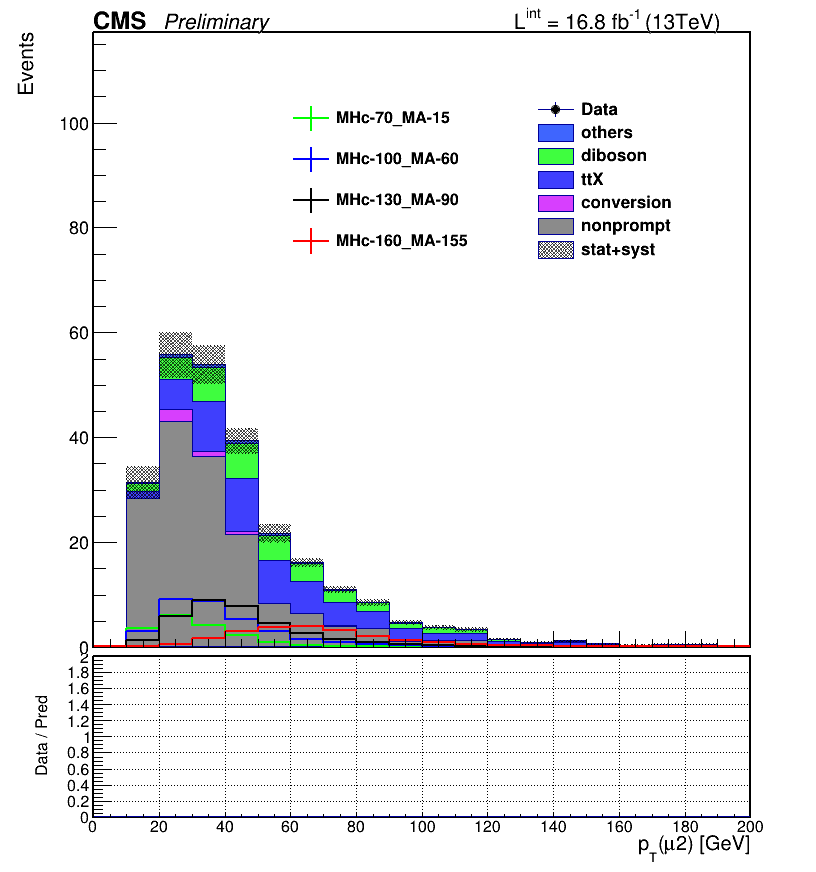 CMS Preliminary L^int = 16.8 fb^-1 (13TeV)
Events
100
80
60
40
20
0
MHc-70_MA-15
MHc-100_MA-60
MHc-130_MA-90
MHc-160_MA-155
Data
others
diboson
ttX
conversion
nonprompt
stat+syst
Data / Pred
2
1.8
1.6
1.4
1.2
1
0.8
0.6
0.4
0.2
0
0 20 40 60 80 100 120 140 160 180 200
p_T(μ2) [GeV]